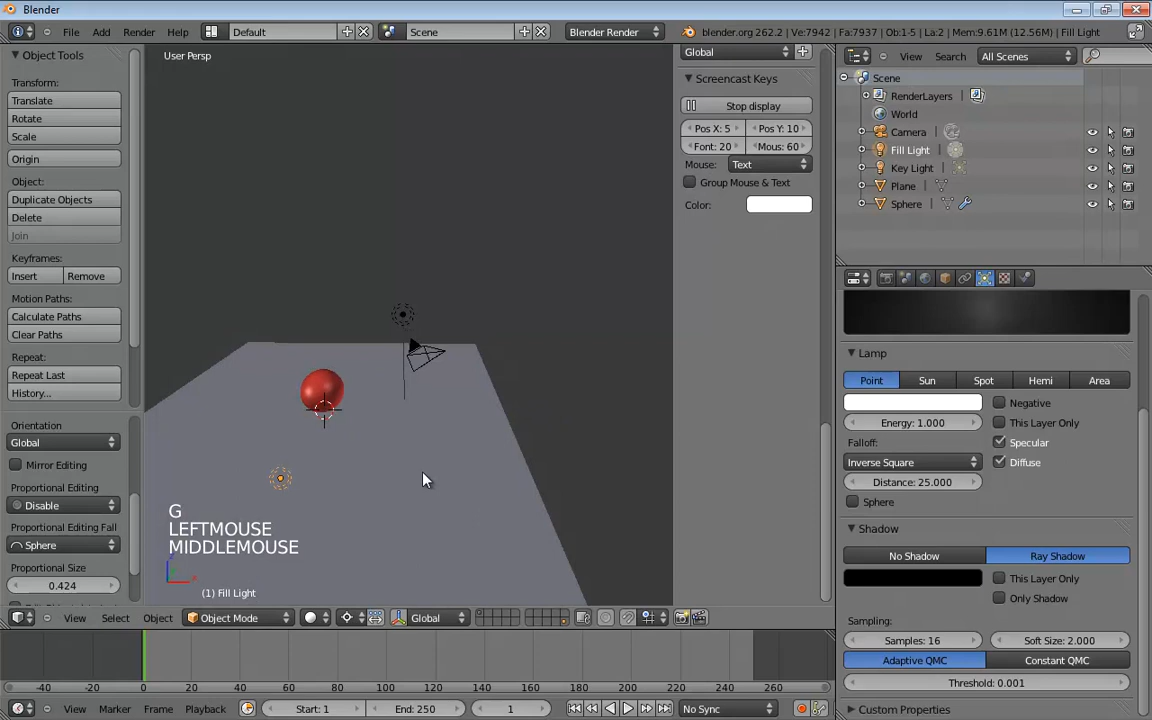 Blender
File Add Render Help Default Scene Blender Render blender.org 262.2 | Ve:7942 | Fa:7937 | Ob:1-5 | La:2 | Mem:9.61M (12.56M) | Fill Light
Object Tools
Transform:
Translate
Rotate
Scale
Origin
Object:
Duplicate Objects
Delete
Join
Keyframes:
Insert Remove
Motion Paths:
Calculate Paths
Clear Paths
Repeat:
Repeat Last
History...
Orientation
Global
Mirror Editing
Proportional Editing
Disable
Proportional Editing Fall
Sphere
Proportional Size
0.424
User Persp
G
LEFTMOUSE
MIDDLEMOUSE
(1) Fill Light
View Select Object Object Mode Global
Global
Screencast Keys
Stop display
Pos X: 5 Pos Y: 10
Font: 20 Mous: 60
Mouse: Text
Group Mouse & Text
Color:
View Search All Scenes
Scene
RenderLayers
World
Camera
Fill Light
Key Light
Plane
Sphere
Lamp
Point Sun Spot Hemi Area
Negative
Energy: 1.000 This Layer Only
Falloff: Specular
Inverse Square Diffuse
Distance: 25.000
Sphere
Shadow
No Shadow Ray Shadow
This Layer Only
Only Shadow
Sampling:
Samples: 16 Soft Size: 2.000
Adaptive QMC Constant QMC
Threshold: 0.001
Custom Properties
-40 -20 0 20 40 60 80 100 120 140 160 180 200 220 240 260
View Marker Frame Playback Start: 1 End: 250 1 No Sync